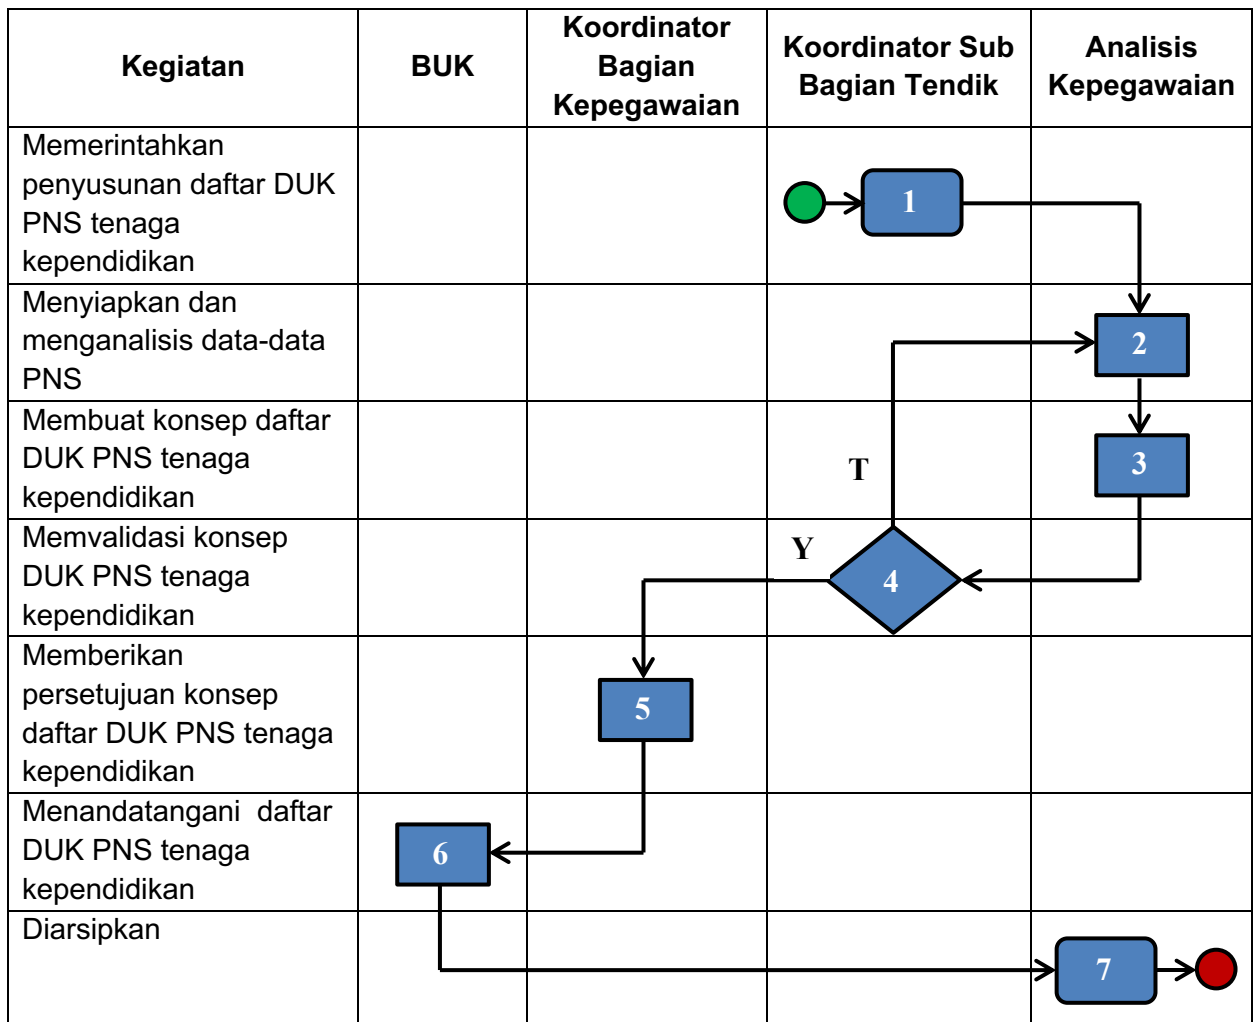 Kegiatan
BUK
Koordinator
Bagian
Kepegawaian
Koordinator Sub
Bagian Tendik
Analisis
Kepegawaian
Memerintahkan
penyusunan daftar DUK
PNS tenaga
kependidikan
1
Menyiapkan dan
menganalisis data-data
PNS
2
Membuat konsep daftar
DUK PNS tenaga
kependidikan
T
3
Memvalidasi konsep
DUK PNS tenaga
kependidikan
Y
4
Memberikan
persetujuan konsep
daftar DUK PNS tenaga
kependidikan
5
Menandatangani  daftar
DUK PNS tenaga
kependidikan
6
Diarsipkan
7